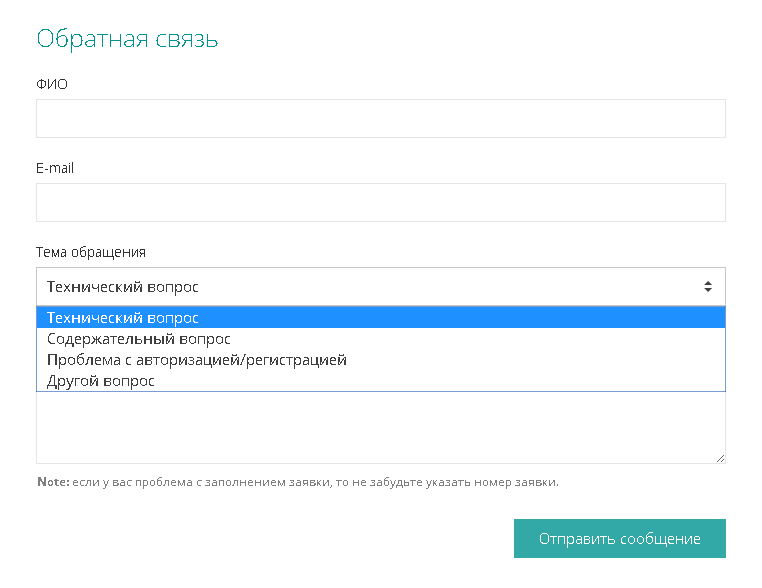 Обратная связь
ФИО
E-mail
Тема обращения
Технический вопрос
Технический вопрос
Содержательный вопрос
Проблема с авторизацией/регистрацией
Другой вопрос
Note: если у вас проблема с заполнением заявки, то не забудьте указать номер заявки.
Отправить сообщение